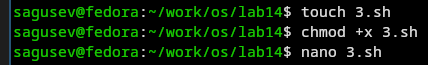 sagusev@fedora:~/work/os/lab14$ touch 3.sh
sagusev@fedora:~/work/os/lab14$ chmod +x 3.sh
sagusev@fedora:~/work/os/lab14$ nano 3.sh